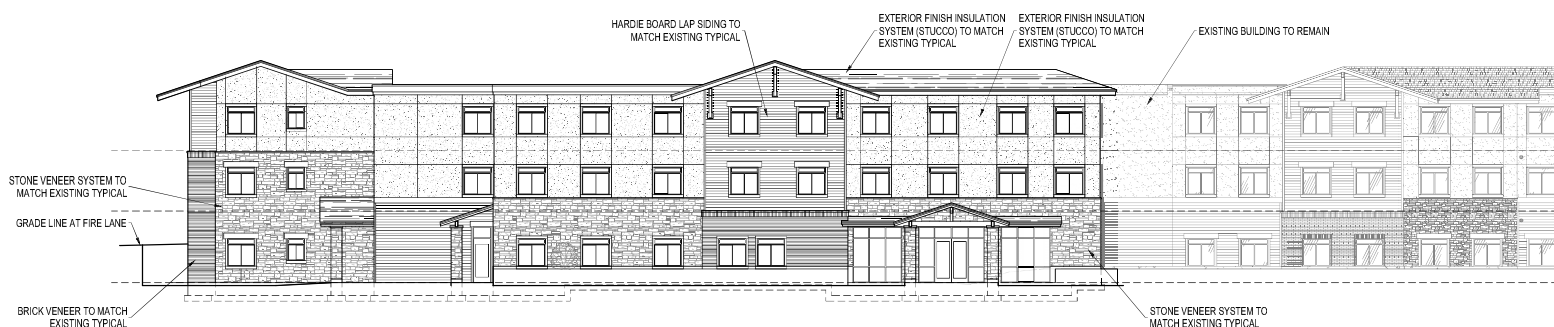 HARDIE BOARD LAP SIDING TO
MATCH EXISTING TYPICAL
EXTERIOR FINISH INSULATION
SYSTEM (STUCCO) TO MATCH
EXISTING TYPICAL
EXTERIOR FINISH INSULATION
SYSTEM (STUCCO) TO MATCH
EXISTING TYPICAL
EXISTING BUILDING TO REMAIN
STONE VENEER SYSTEM TO
MATCH EXISTING TYPICAL
GRADE LINE AT FIRE LANE
BRICK VENEER TO MATCH
EXISTING TYPICAL
STONE VENEER SYSTEM TO
MATCH EXISTING TYPICAL